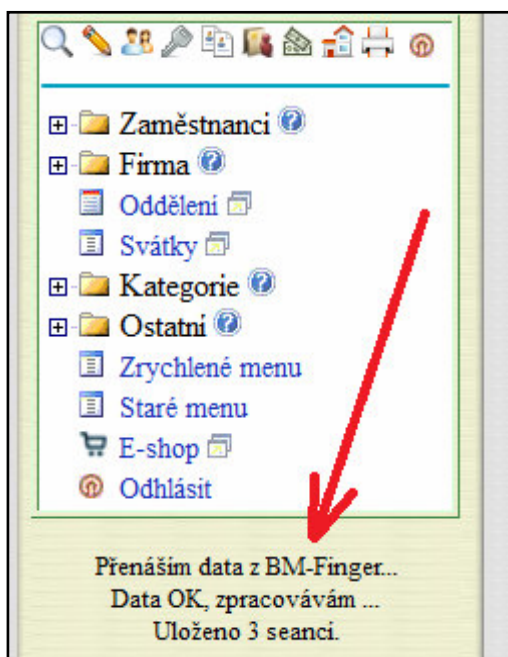 Zaměstnanci
Firma
Oddělení
Svátky
Kategorie
Ostatní
Zrychlené menu
Staré menu
E-shop
Odhlásit
Přenáším data z BM-Finger...
Data OK, zpracovávám ...
Uloženo 3 seancí.